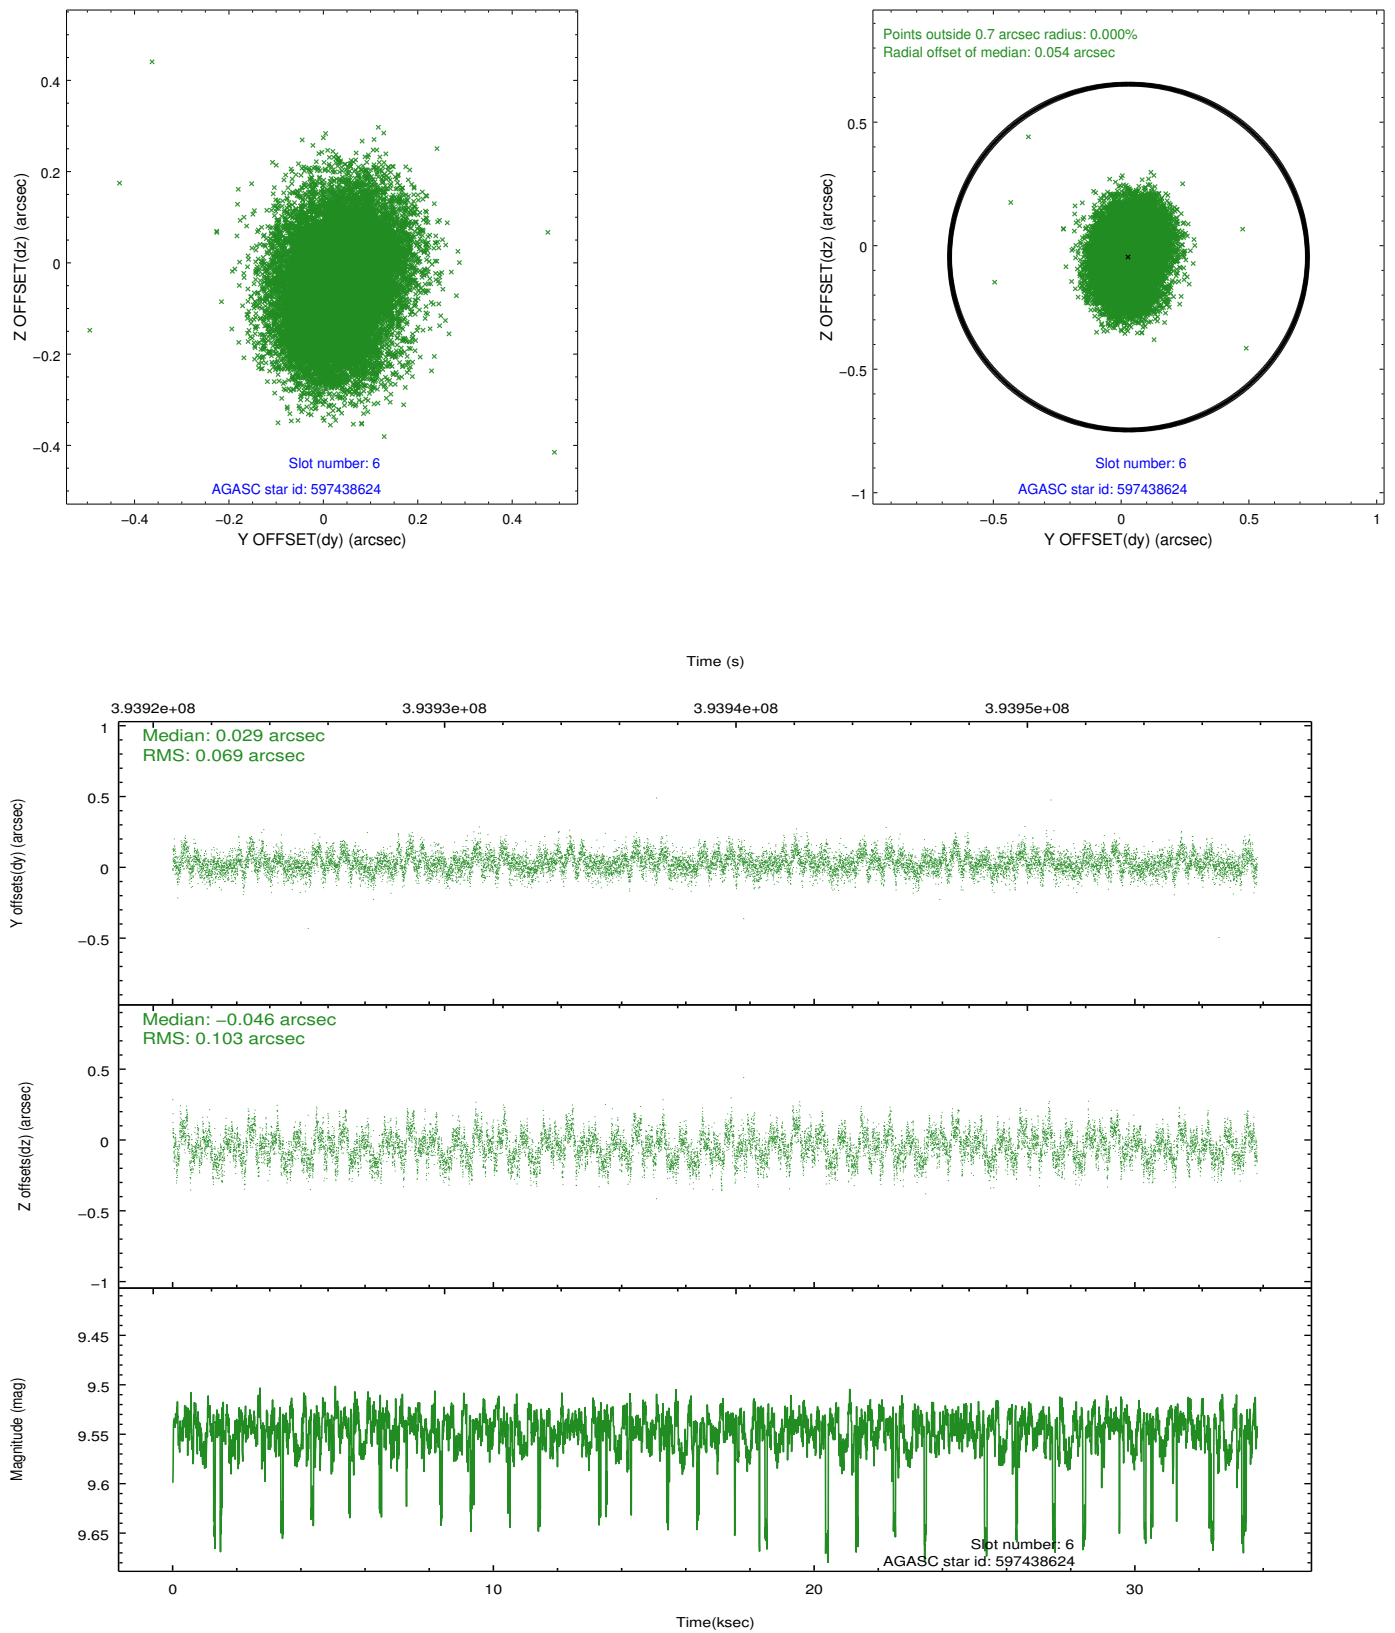 0.4
0.2
0
−0.2
−0.4
Z OFFSET(dz) (arcsec)
Slot number: 6
AGASC star id: 597438624
−0.4 −0.2 0 0.2 0.4
Y OFFSET(dy) (arcsec)
Points outside 0.7 arcsec radius: 0.000%
Radial offset of median: 0.054 arcsec
0.5
0
−0.5
−1
Z OFFSET(dz) (arcsec)
Slot number: 6
AGASC star id: 597438624
−0.5 0 0.5 1
Y OFFSET(dy) (arcsec)
Time (s)
3.9392e+08 3.9393e+08 3.9394e+08 3.9395e+08
Median: 0.029 arcsec
RMS: 0.069 arcsec
1
0.5
0
−0.5
Y offsets(dy) (arcsec)
Median: −0.046 arcsec
RMS: 0.103 arcsec
0.5
0
−0.5
−1
Z offsets(dz) (arcsec)
9.45
9.5
9.55
9.6
9.65
Magnitude (mag)
Slot number: 6
AGASC star id: 597438624
0 10 20 30
Time(ksec)